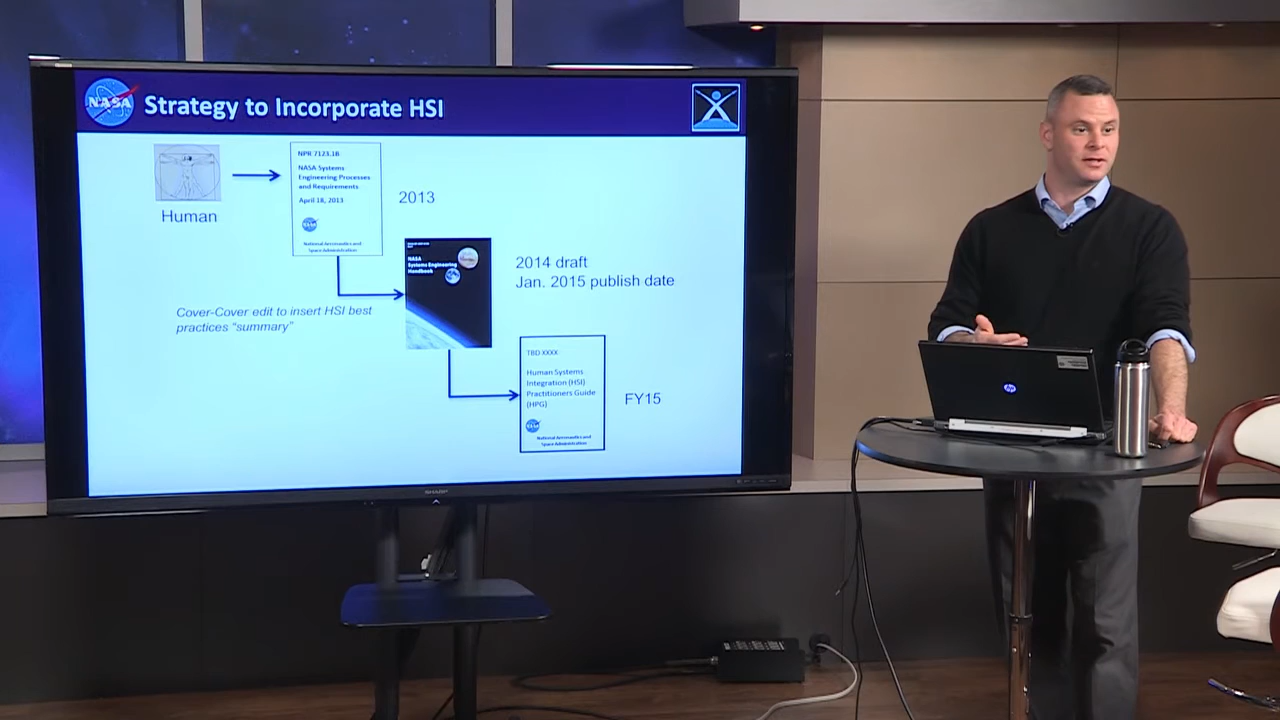 NASA
Strategy to Incorporate HSI
Human
NPR 7123.1B
NASA Systems
Engineering Processes
and Requirements
April 18, 2013
National Aeronautics and
Space Administration
2013
NASA
Systems Engineering
Handbook
2014 draft
Jan. 2015 publish date
Cover-Cover edit to insert HSI best
practices “summary”
TBD XXXX
Human Systems
Integration (HSI)
Practitioners Guide
(HPG)
National Aeronautics and
Space Administration
FY15
SHARP
hp